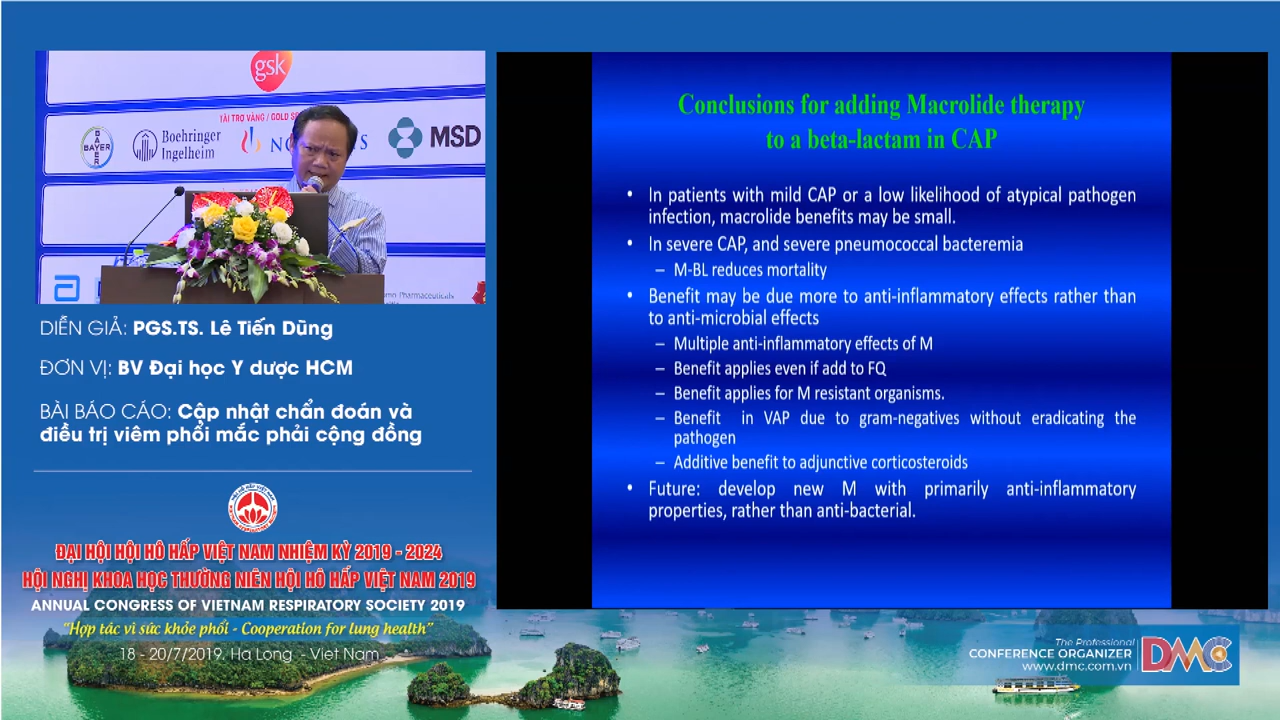 gsk
TÀI TRỢ VÀNG / GOLD
BAYER
BAYER
Boehringer
Ingelheim
MSD
Pharmaceuticals
DIỄN GIẢ: PGS.TS. Lê Tiến Dũng
ĐƠN VỊ: BV Đại học Y dược HCM
BÀI BÁO CÁO: Cập nhật chẩn đoán và
điều trị viêm phổi mắc phải cộng đồng
ĐẠI HỘI HỘI HÔ HẤP VIỆT NAM NHIỆM KỲ 2019 - 2024
HỘI NGHỊ KHOA HỌC THƯỜNG NIÊN HỘI HÔ HẤP VIỆT NAM 2019
ANNUAL CONGRESS OF VIETNAM RESPIRATORY SOCIETY 2019
“Hợp tác vì sức khỏe phổi - Cooperation for lung health”
18 - 20/7/2019. Ha Long - Viet Nam
Conclusions for adding Macrolide therapy
to a beta-lactam in CAP
• In patients with mild CAP or a low likelihood of atypical pathogen
infection, macrolide benefits may be small.
• In severe CAP, and severe pneumococcal bacteremia
– M-BL reduces mortality
• Benefit may be due more to anti-inflammatory effects rather than
to anti-microbial effects
– Multiple anti-inflammatory effects of M
– Benefit applies even if add to FQ
– Benefit applies for M resistant organisms.
– Benefit in VAP due to gram-negatives without eradicating the
pathogen
– Additive benefit to adjunctive corticosteroids
• Future: develop new M with primarily anti-inflammatory
properties, rather than anti-bacterial.
The Professional
CONFERENCE ORGANIZER
www.dmc.com.vn
DMC